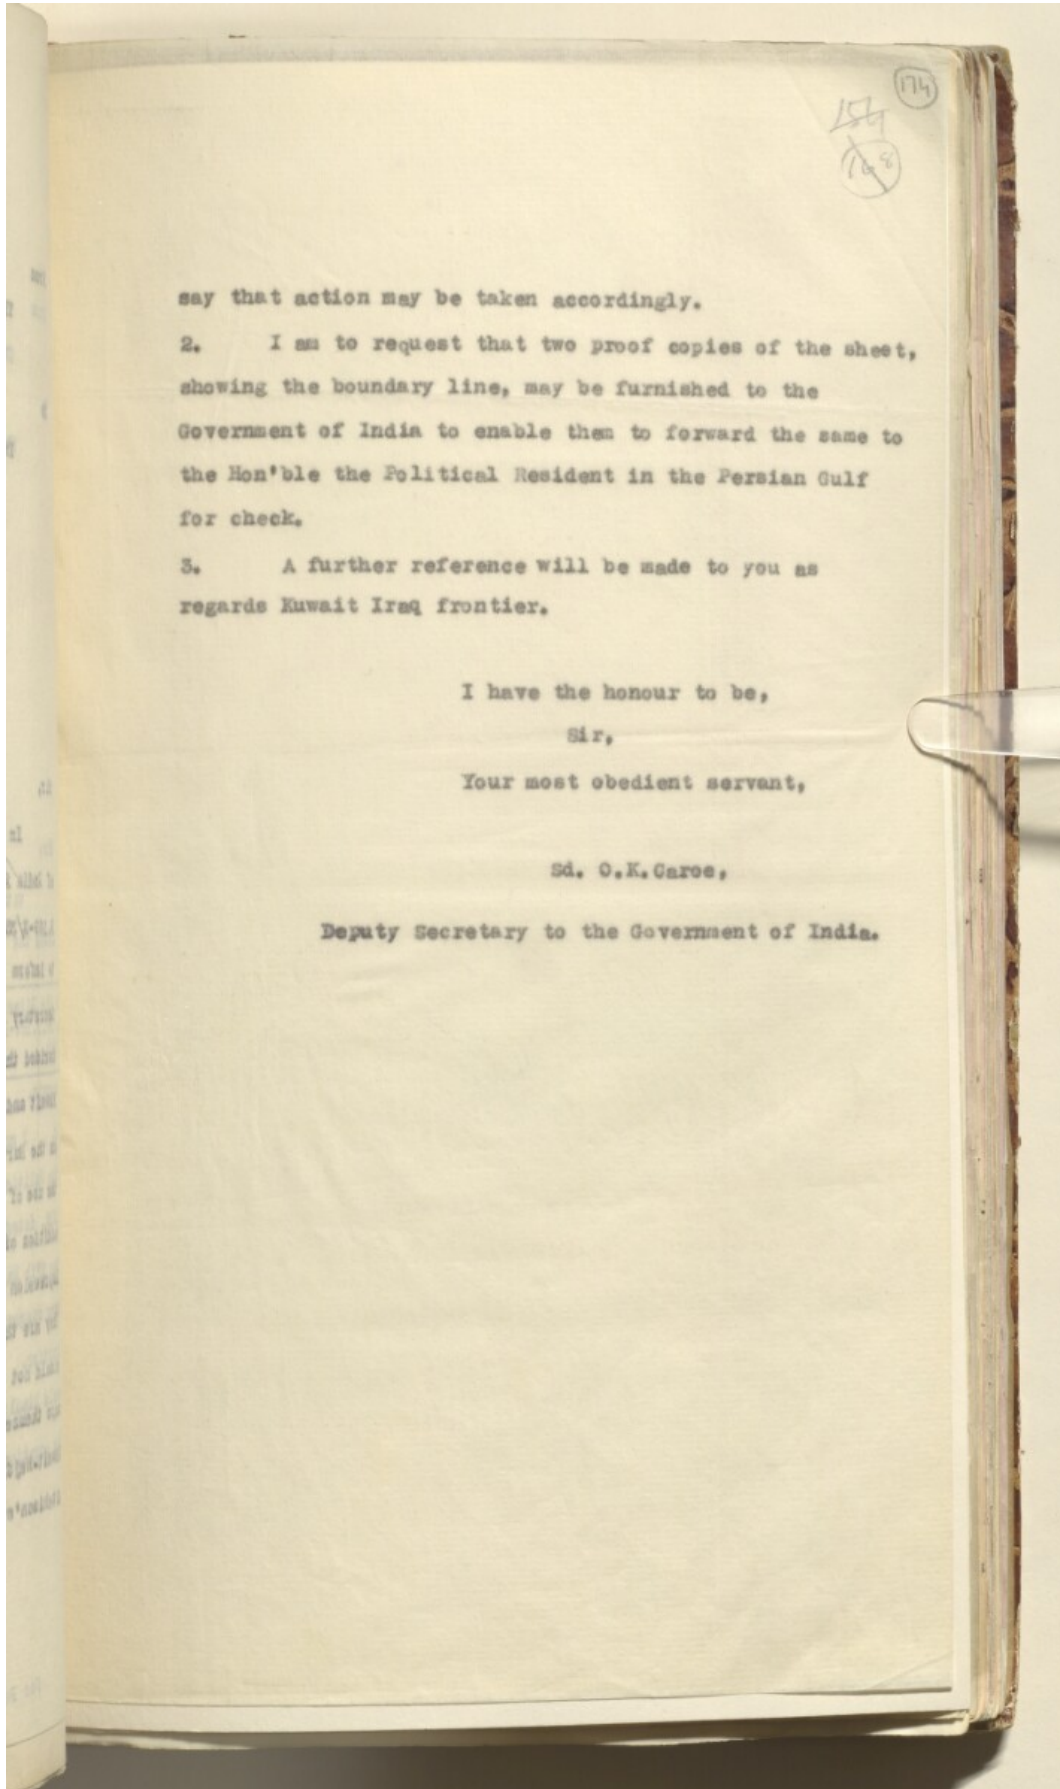 174
154
say that action may be taken accordingly.
2. I am to request that two proof copies of the sheet,
showing the boundary line, may be furnished to the
Government of India to enable them to forward the same to
the Hon'ble the Political Resident in the Persian Gulf
for check.
3. A further reference will be made to you as
regards Kuwait Iraq frontier.
I have the honour to be,
Sir,
Your most obedient servant,
Sd. O.K.Caroe,
Deputy Secretary to the Government of India.